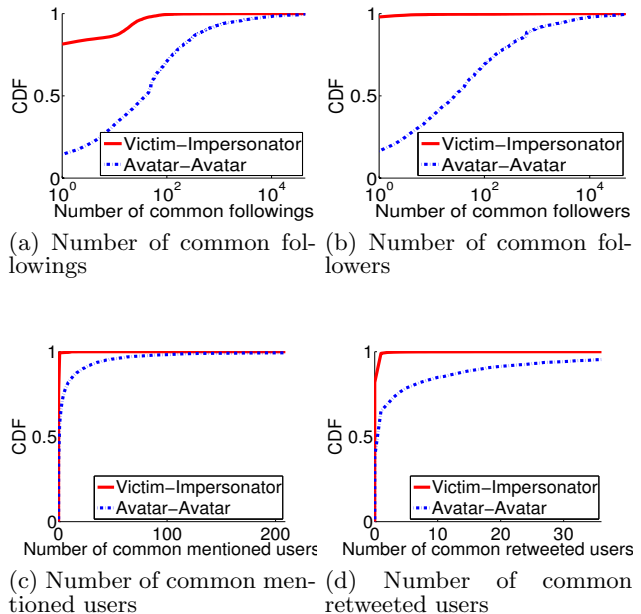 1
0.5
0
CDF
Victim−Impersonator
Avatar−Avatar
10^0 10^2 10^4
Number of common followings
(a) Number of common fol-
lowings
1
0.5
0
CDF
Victim−Impersonator
Avatar−Avatar
10^0 10^2 10^4
Number of common followers
(b) Number of common fol-
lowers
1
0.5
0
CDF
Victim−Impersonator
Avatar−Avatar
0 100 200
Number of common mentioned users
(c) Number of common men-
tioned users
1
0.5
0
CDF
Victim−Impersonator
Avatar−Avatar
0 10 20 30
Number of common retweeted users
(d) Number of common
retweeted users